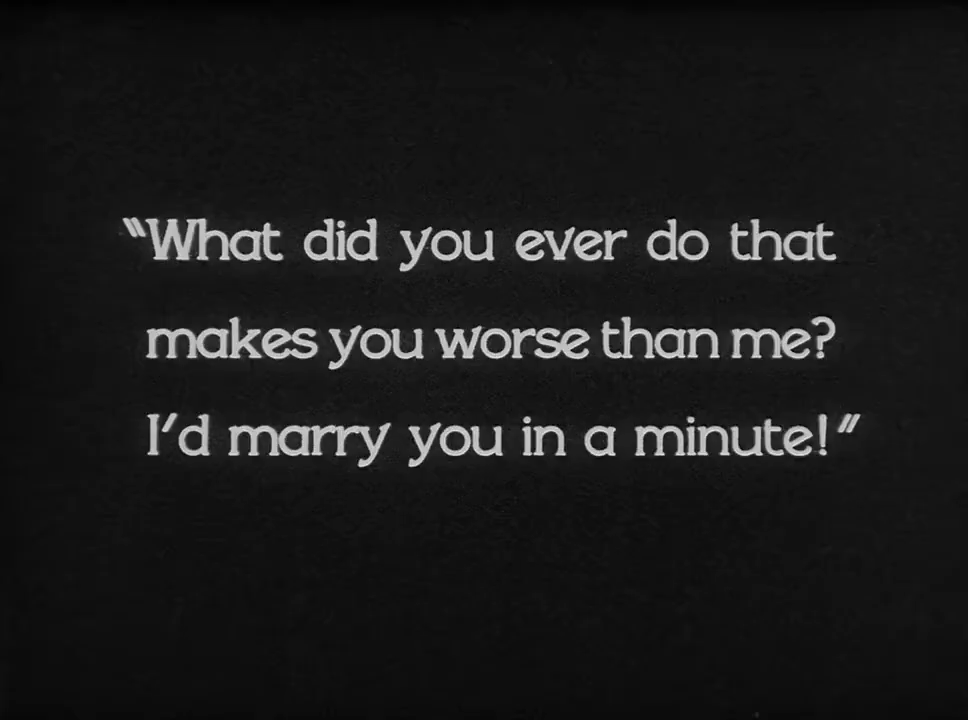 "What did you ever do that
makes you worse than me?
I'd marry you in a minute!"